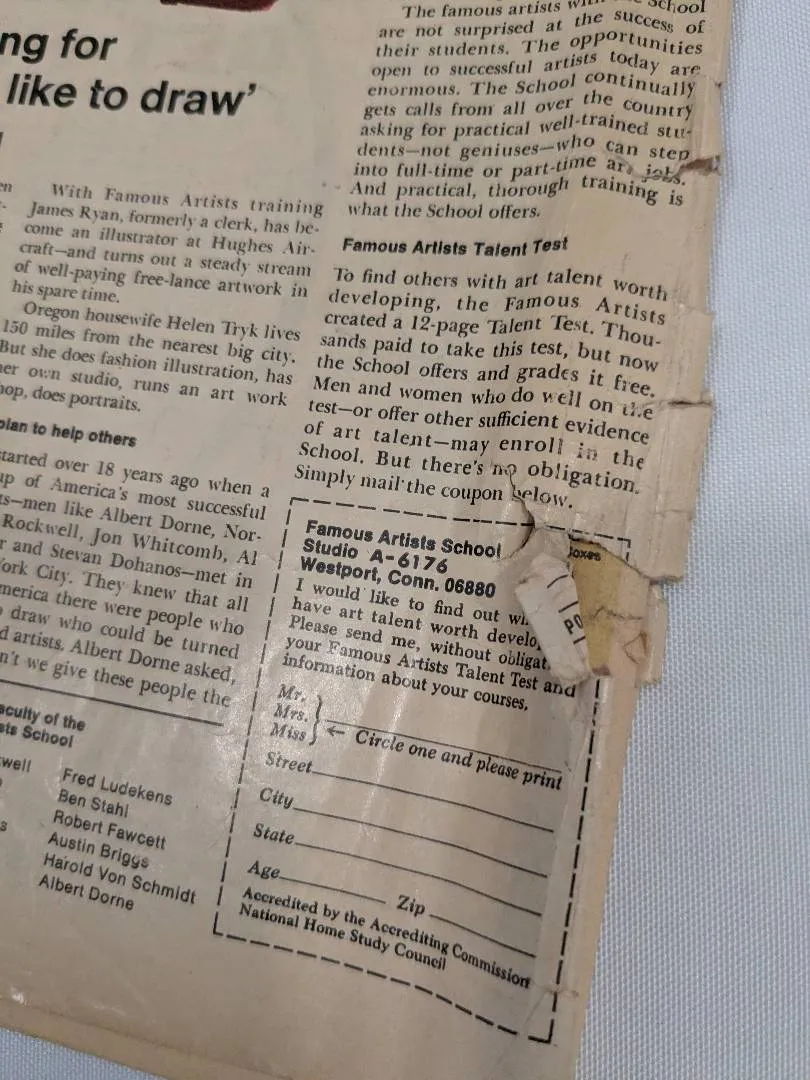 ng for
like to draw’
en
With Famous Artists training
James Ryan, formerly a clerk, has be-
come an illustrator at Hughes Air-
craft—and turns out a steady stream
of well-paying free-lance artwork in
his spare time.
Oregon housewife Helen Tryk lives
150 miles from the nearest big city.
But she does fashion illustration, has
her own studio, runs an art work
hop, does portraits.
plan to help others
started over 18 years ago when a
up of America's most successful
ts—men like Albert Dorne, Nor-
Rockwell, Jon Whitcomb, Al
r and Stevan Dohanos—met in
ork City. They knew that all
merica there were people who
draw who could be turned
d artists. Albert Dorne asked,
n't we give these people the
aculty of the
sts School
well
s
Fred Ludekens
Ben Stahl
Robert Fawcett
Austin Briggs
Harold Von Schmidt
Albert Dorne
The famous artists School
are not surprised at the success of
their students. The opportunities
open to successful artists today are
enormous. The School continually
gets calls from all over the country
asking for practical well-trained stu-
dents—not geniuses—who can step
into full-time or part-time jobs.
And practical, thorough training is
what the School offers.
Famous Artists Talent Test
To find others with art talent worth
developing, the Famous Artists
created a 12-page Talent Test. Thou-
sands paid to take this test, but now
the School offers and grades it free.
Men and women who do well on the
test—or offer other sufficient evidence
of art talent—may enroll in the
School. But there's no obligation.
Simply mail the coupon below.
Famous Artists School
Studio A-6176
Westport, Conn. 06880
I would like to find out
have art talent worth develo
Please send me, without obligat
your Famous Artists Talent Test and
information about your courses.
Mr.
Mrs.
Miss
← Circle one and please print
Street
City
State
Age Zip
Accredited by the Accrediting Commission
National Home Study Council
oxes